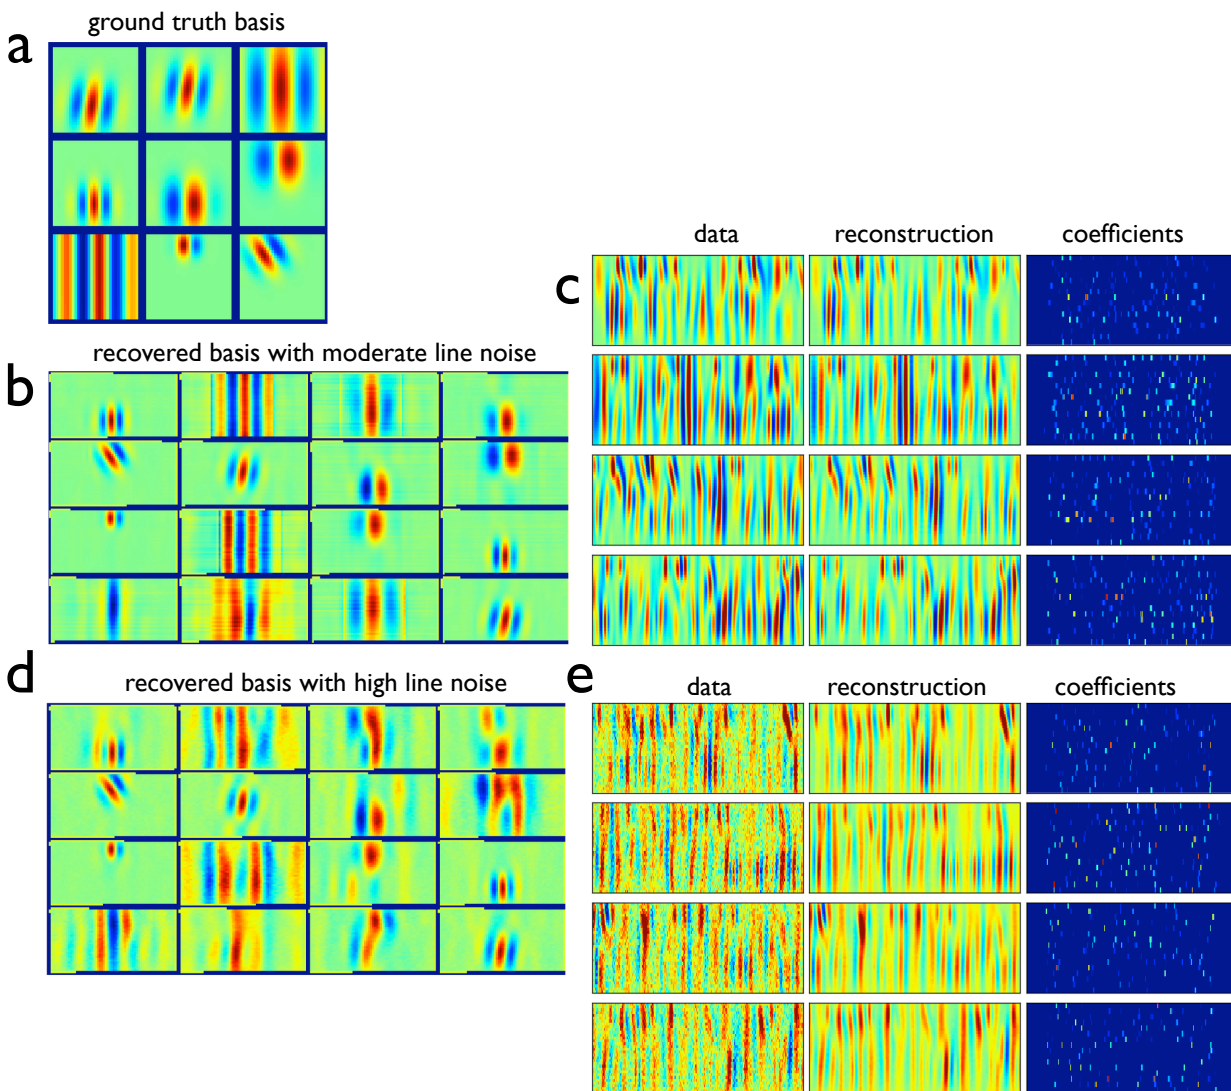 a
ground truth basis
b
recovered basis with moderate line noise
c
data reconstruction coefficients
d
recovered basis with high line noise
e
data reconstruction coefficients